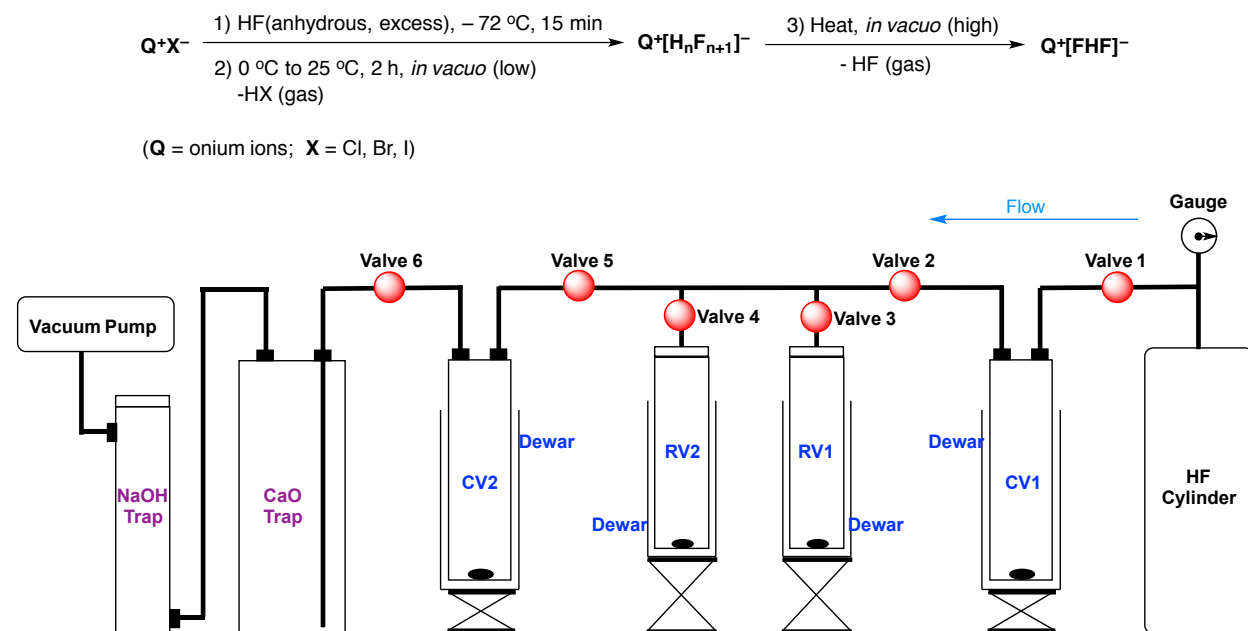 1) HF(anhydrous, excess), – 72 ºC, 15 min
3) Heat, in vacuo (high)
Q⁺X⁻
Q⁺[HₙFₙ₊₁]⁻
Q⁺[FHF]⁻
2) 0 ºC to 25 ºC, 2 h, in vacuo (low)
- HF (gas)
-HX (gas)
(Q = onium ions; X = Cl, Br, I)
Gauge
Flow
Valve 6
Valve 5
Valve 2
Valve 1
Vacuum Pump
Valve 4
Valve 3
Dewar
RV2
RV1
Dewar
CV2
CV1
HF
Cylinder
NaOH
Trap
CaO
Trap
Dewar
Dewar